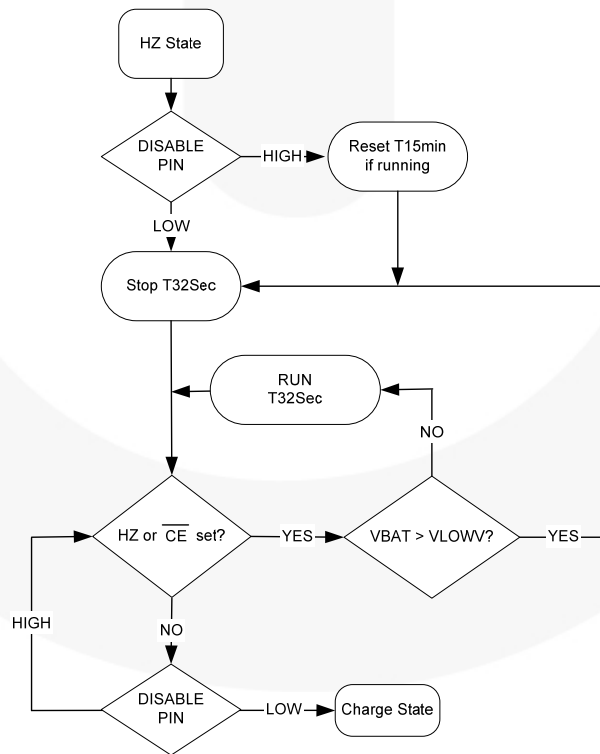 HZ State
DISABLE
PIN
HIGH
Reset T15min
if running
LOW
Stop T32Sec
RUN
T32Sec
NO
HZ or C̅E̅ set?
YES
VBAT > VLOWV?
YES
HIGH
NO
DISABLE
PIN
LOW
Charge State